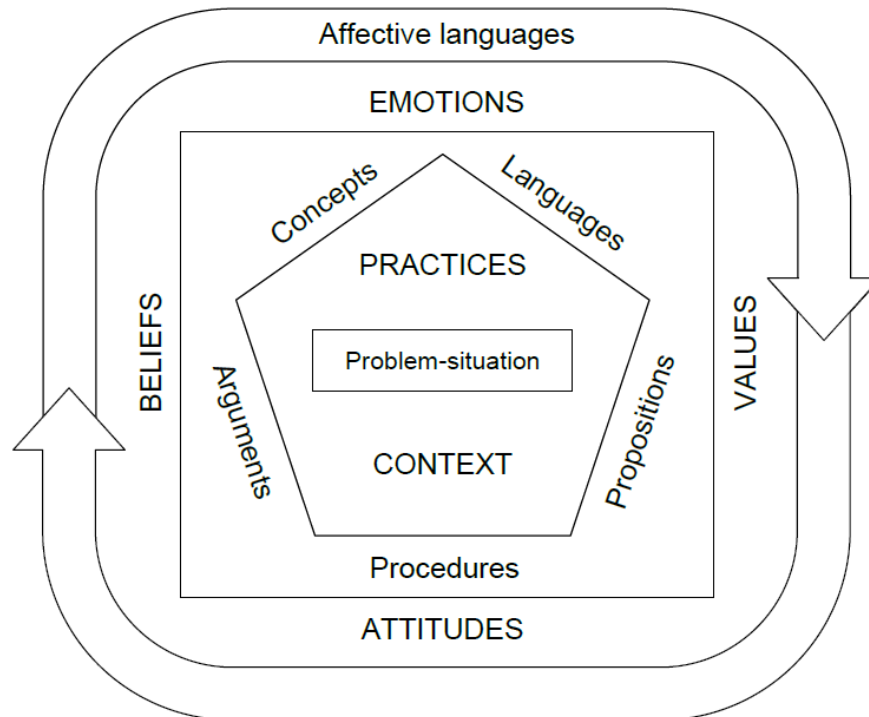 Affective languages
EMOTIONS
Concepts
Languages
PRACTICES
BELIEFS
Problem-situation
VALUES
Arguments
Propositions
CONTEXT
Procedures
ATTITUDES